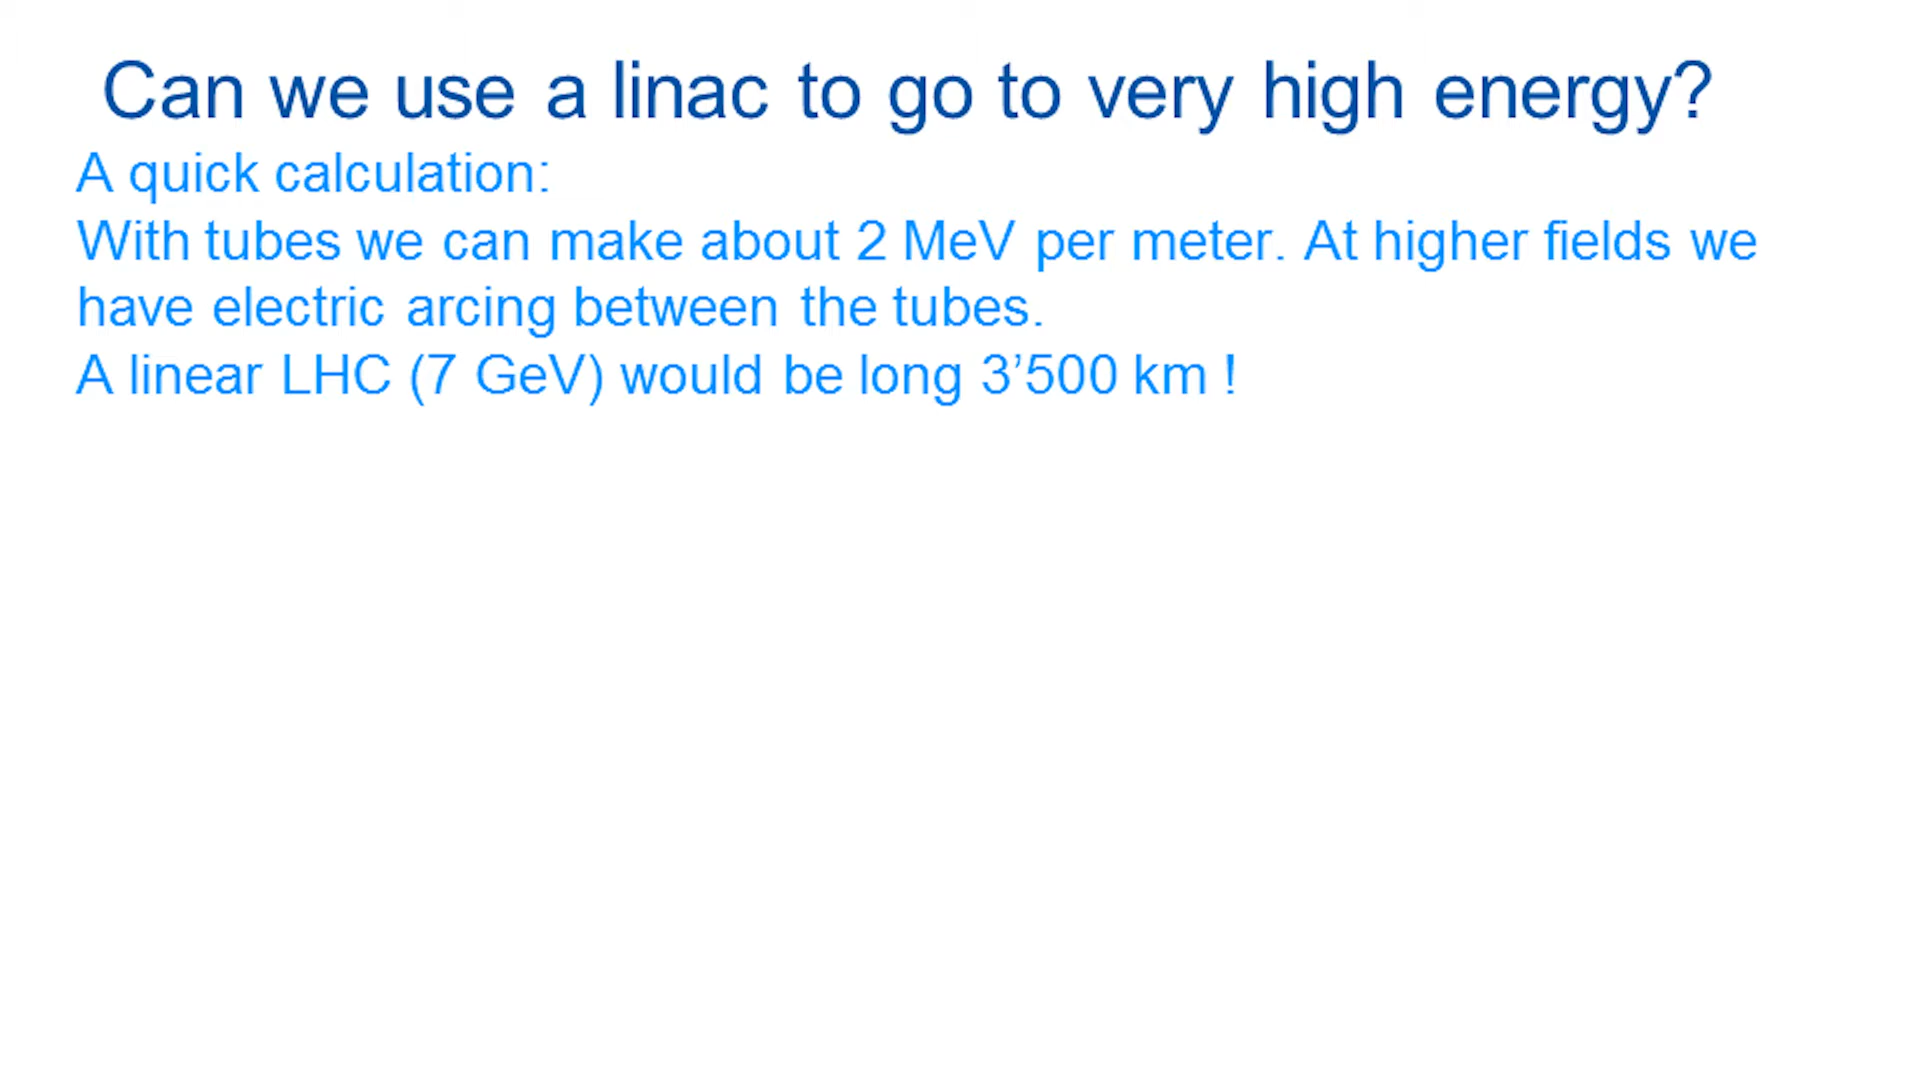 Can we use a linac to go to very high energy?
A quick calculation:
With tubes we can make about 2 MeV per meter. At higher fields we
have electric arcing between the tubes.
A linear LHC (7 GeV) would be long 3’500 km !